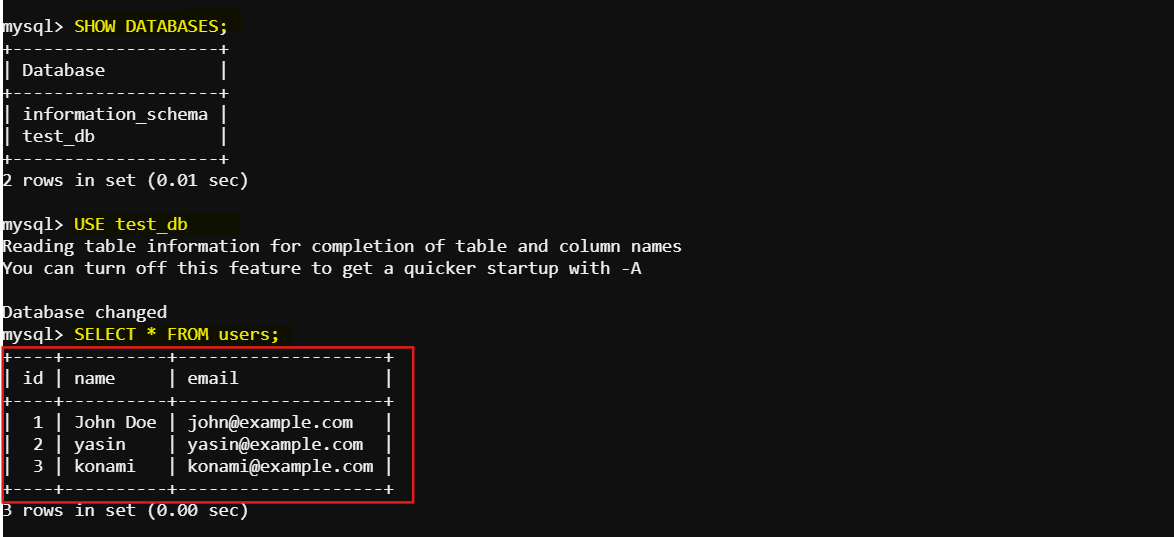 mysql> SHOW DATABASES;
+--------------------+
| Database           |
+--------------------+
| information_schema |
| test_db            |
+--------------------+
2 rows in set (0.01 sec)
mysql> USE test_db
Reading table information for completion of table and column names
You can turn off this feature to get a quicker startup with -A
Database changed
mysql> SELECT * FROM users;
+----+----------+--------------------+
| id | name     | email              |
+----+----------+--------------------+
|  1 | John Doe | john@example.com   |
|  2 | yasin    | yasin@example.com  |
|  3 | konami   | konami@example.com |
+----+----------+--------------------+
3 rows in set (0.00 sec)